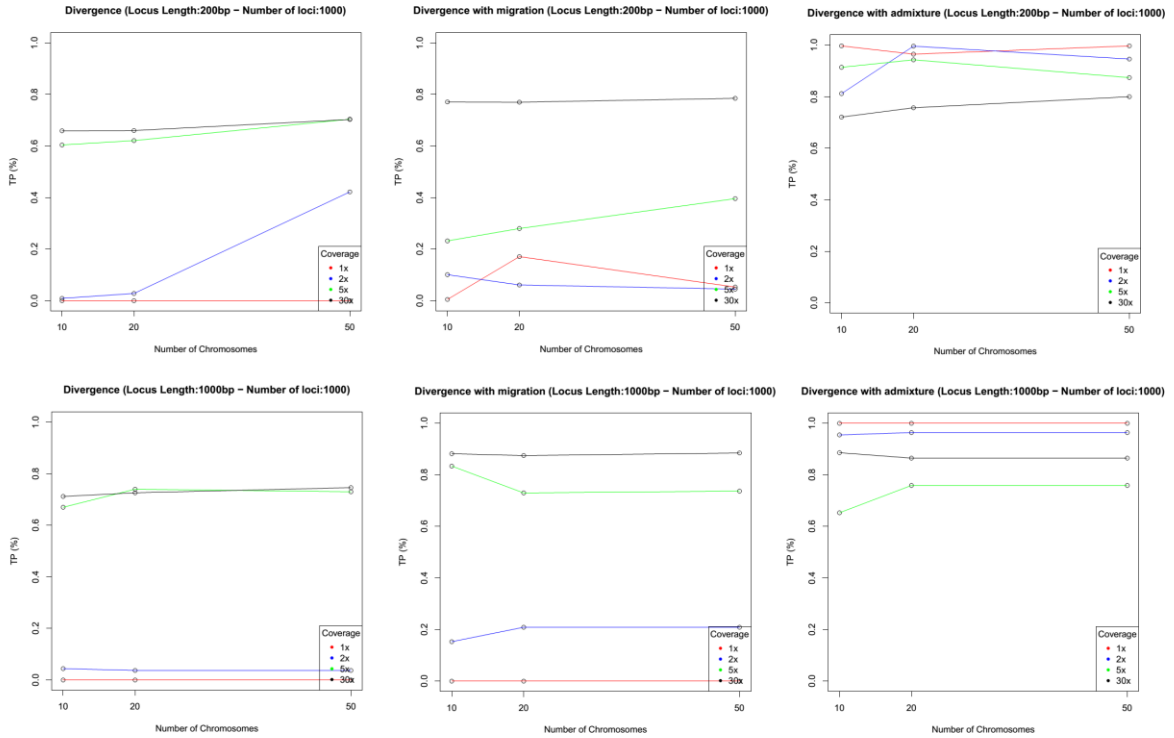 Divergence (Locus Length:200bp − Number of loci:1000)
TP (%)
1.0
0.8
0.6
0.4
0.2
0.0
Coverage
1x
2x
5x
30x
10
20
50
Number of Chromosomes
Divergence with migration (Locus Length:200bp − Number of loci:1000)
TP (%)
1.0
0.8
0.6
0.4
0.2
0.0
Coverage
1x
2x
5x
30x
10
20
50
Number of Chromosomes
Divergence with admixture (Locus Length:200bp − Number of loci:1000)
TP (%)
1.0
0.8
0.6
0.4
0.2
0.0
Coverage
1x
2x
5x
30x
10
20
50
Number of Chromosomes
Divergence (Locus Length:1000bp − Number of loci:1000)
TP (%)
1.0
0.8
0.6
0.4
0.2
0.0
Coverage
1x
2x
5x
30x
10
20
50
Number of Chromosomes
Divergence with migration (Locus Length:1000bp − Number of loci:1000)
TP (%)
1.0
0.8
0.6
0.4
0.2
0.0
Coverage
1x
2x
5x
30x
10
20
50
Number of Chromosomes
Divergence with admixture (Locus Length:1000bp − Number of loci:1000)
TP (%)
1.0
0.8
0.6
0.4
0.2
0.0
Coverage
1x
2x
5x
30x
10
20
50
Number of Chromosomes